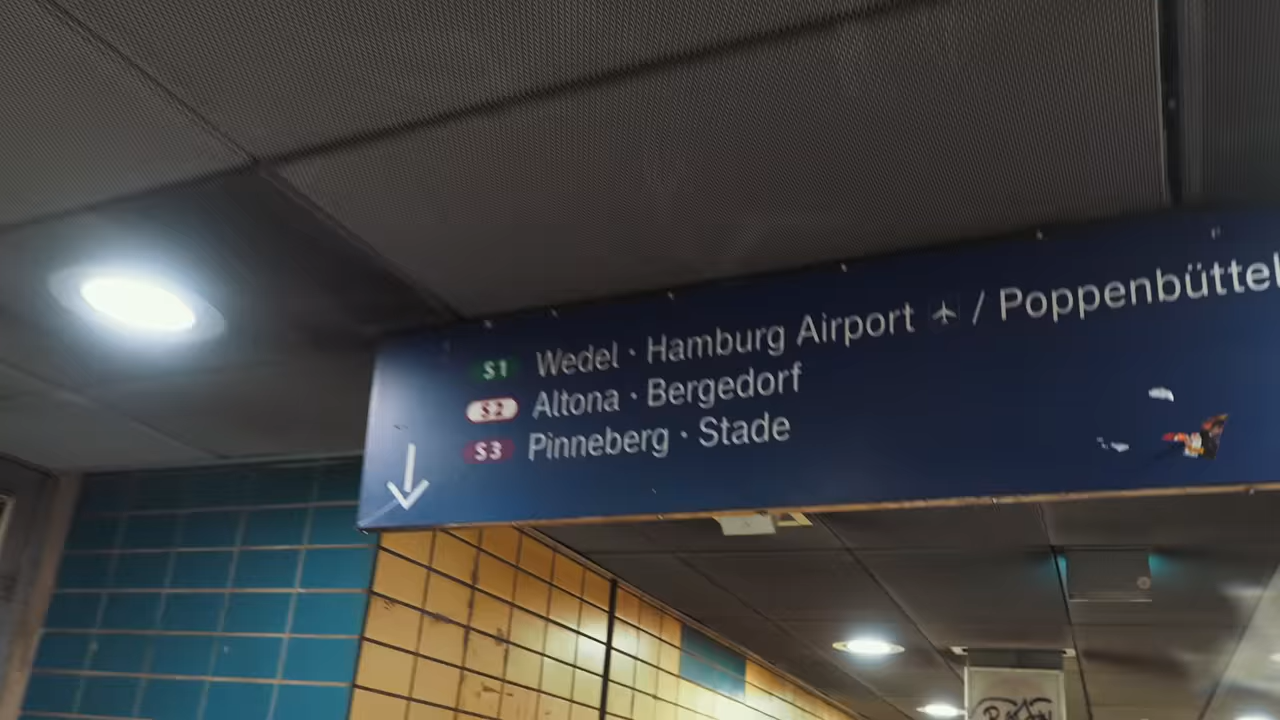 S1 Wedel · Hamburg Airport / Poppenbüttel
S2 Altona · Bergedorf
S3 Pinneberg · Stade